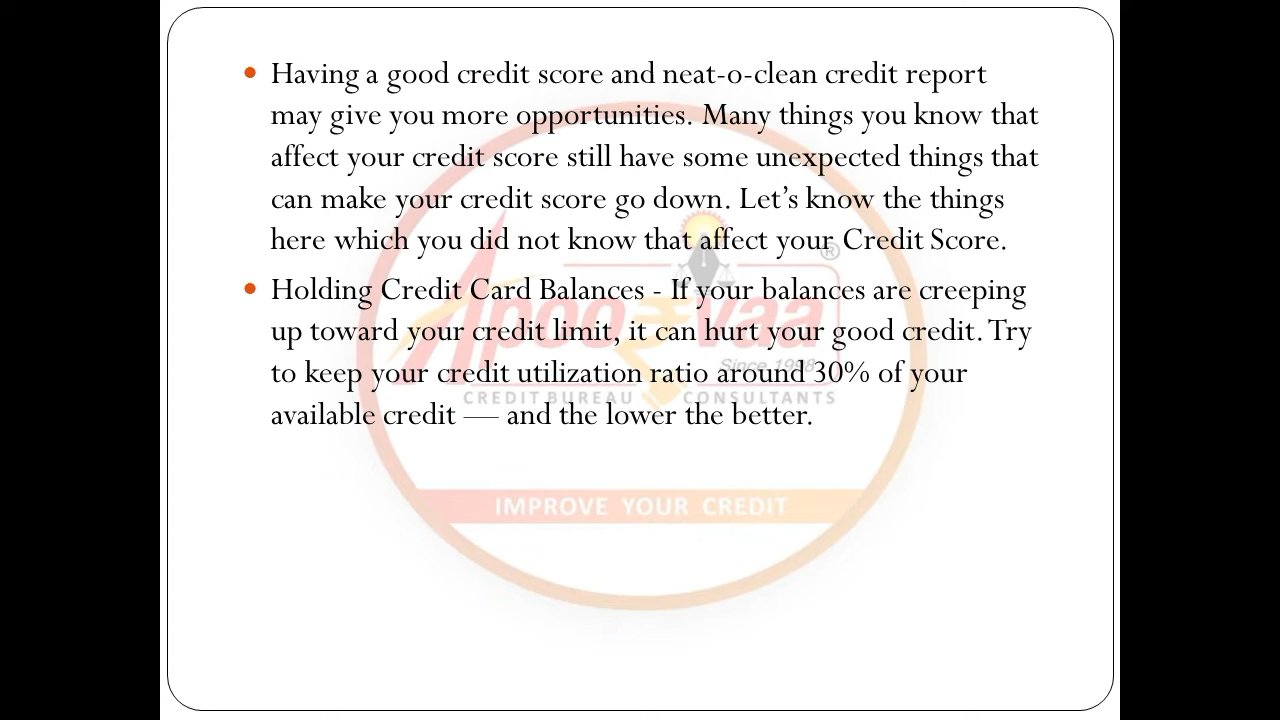 Having a good credit score and neat-o-clean credit report
may give you more opportunities. Many things you know that
affect your credit score still have some unexpected things that
can make your credit score go down. Let’s know the things
here which you did not know that affect your Credit Score.
Holding Credit Card Balances - If your balances are creeping
up toward your credit limit, it can hurt your good credit. Try
to keep your credit utilization ratio around 30% of your
available credit — and the lower the better.
®
Apoorvaa
Since 1998
CREDIT BUREAU CONSULTANTS
IMPROVE YOUR CREDIT